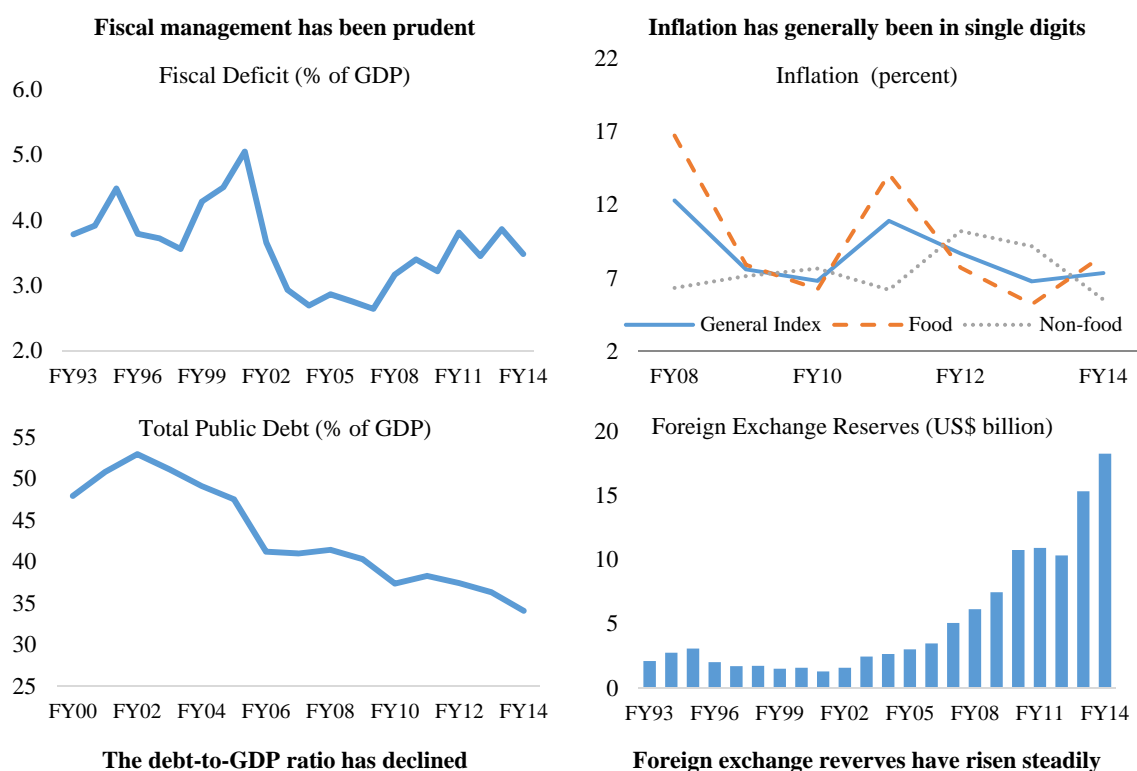 Fiscal management has been prudent
Fiscal Deficit (% of GDP)
6.0
5.0
4.0
3.0
2.0
FY93 FY96 FY99 FY02 FY05 FY08 FY11 FY14
Inflation has generally been in single digits
Inflation (percent)
22
17
12
7
2
General Index Food Non-food
FY08 FY10 FY12 FY14
Total Public Debt (% of GDP)
55
50
45
40
35
30
25
FY00 FY02 FY04 FY06 FY08 FY10 FY12 FY14
The debt-to-GDP ratio has declined
Foreign Exchange Reserves (US$ billion)
20
15
10
5
0
FY93 FY96 FY99 FY02 FY05 FY08 FY11 FY14
Foreign exchange reverves have risen steadily